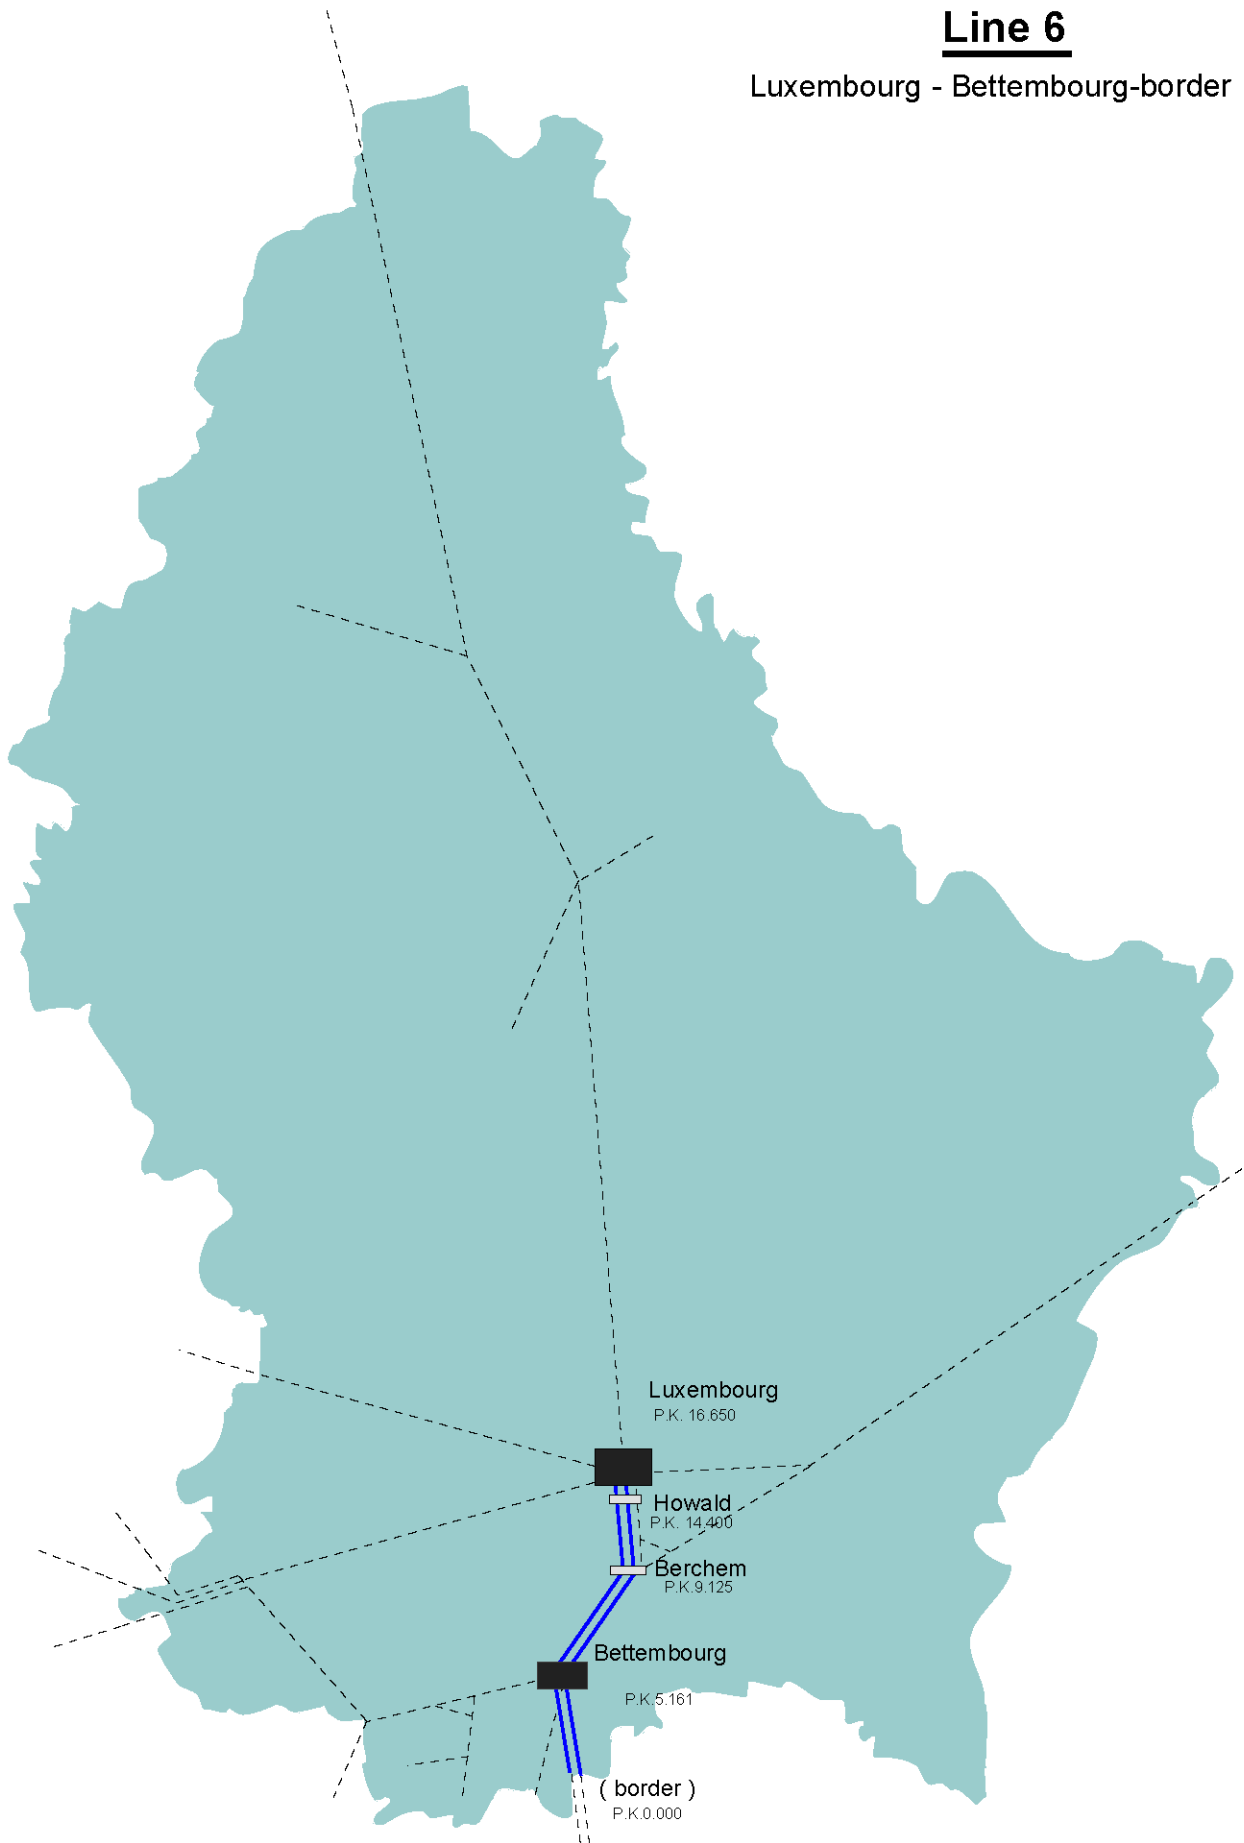 Line 6
Luxembourg - Bettembourg-border
Luxembourg
P.K. 16.650
Howald
P.K. 14.400
Berchem
P.K.9.125
Bettembourg
P.K.5.161
( border )
P.K.0.000